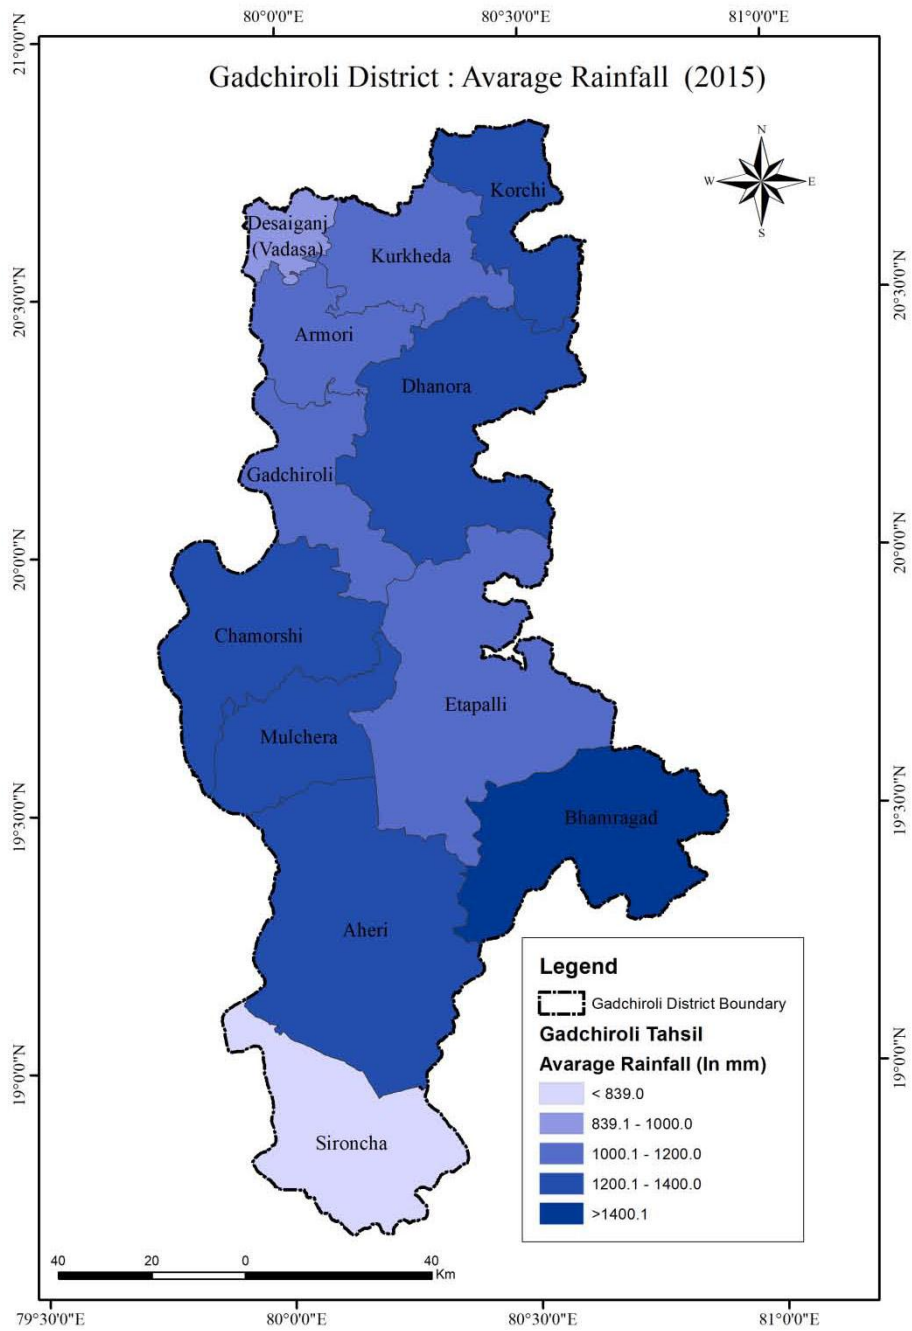 80°0'0"E 80°30'0"E 81°0'0"E
21°0'0"N
Gadchiroli District : Avarage Rainfall (2015)
N
W E
S
Korchi
Desaiganj
(Vadasa)
Kurkheda
20°30'0"N 20°30'0"N
Armori
Dhanora
Gadchiroli
20°0'0"N 20°0'0"N
Chamorshi
Etapalli
Mulchera
19°30'0"N 19°30'0"N
Bhamragad
Aheri
Legend
Gadchiroli District Boundary
Gadchiroli Tahsil
Avarage Rainfall (In mm)
< 839.0
839.1 - 1000.0
1000.1 - 1200.0
1200.1 - 1400.0
>1400.1
19°0'0"N 19°0'0"N
Sironcha
40 20 0 40
Km
79°30'0"E 80°0'0"E 80°30'0"E 81°0'0"E